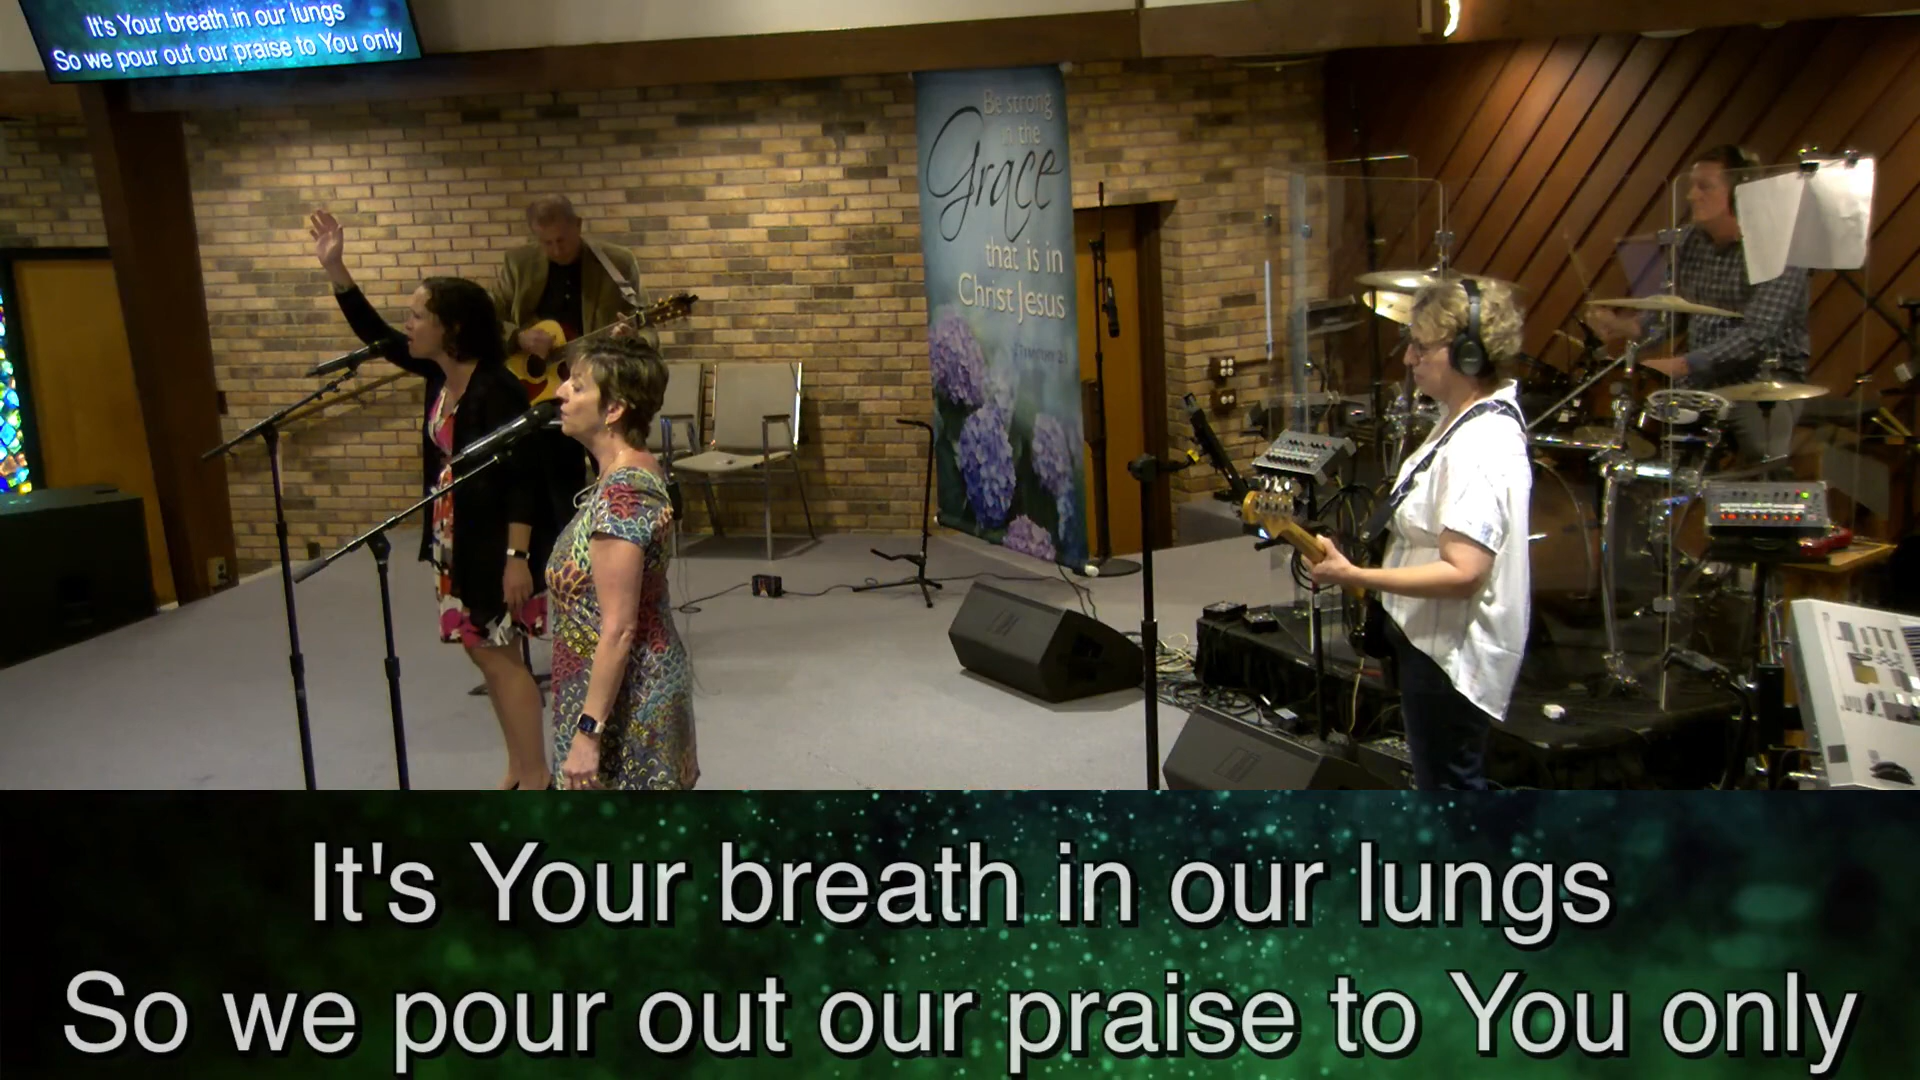 It's Your breath in our lungs
So we pour out our praise to You only
Be strong
in the
Grace
that is in
Christ Jesus
It's Your breath in our lungs
So we pour out our praise to You only